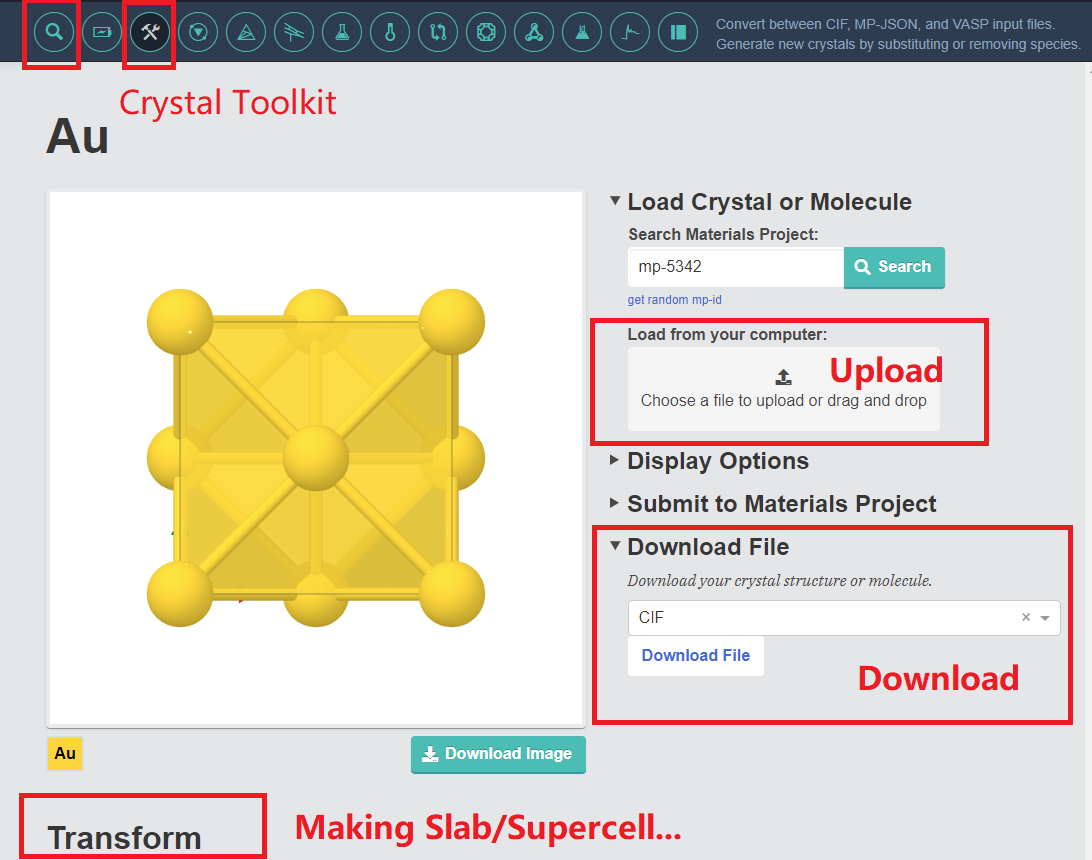 Convert between CIF, MP-JSON, and VASP input files.
Generate new crystals by substituting or removing species.
Crystal Toolkit
Au
Load Crystal or Molecule
Search Materials Project:
mp-5342
Search
get random mp-id
Load from your computer:
Upload
Choose a file to upload or drag and drop
Display Options
Submit to Materials Project
Download File
Download your crystal structure or molecule.
CIF
Download File
Download
Au
Download Image
Transform
Making Slab/Supercell...